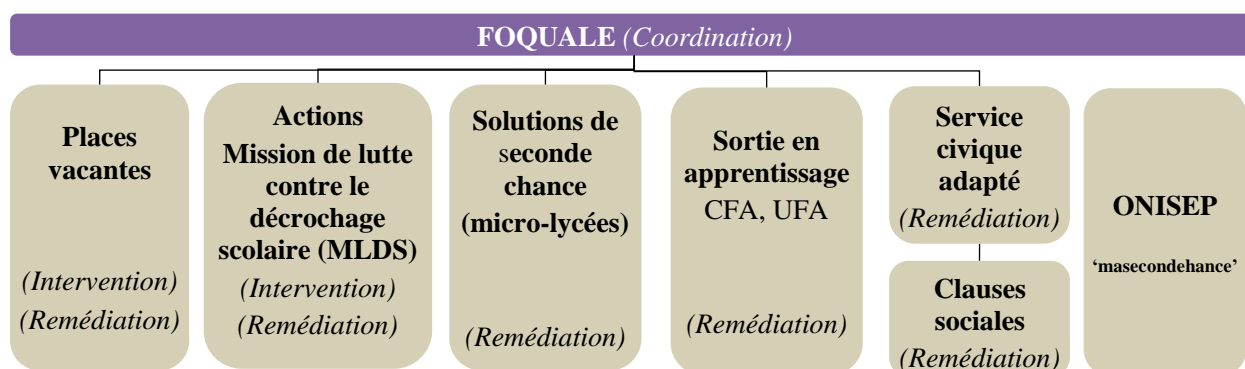 FOQUALE (Coordination)
Places
vacantes
(Intervention)
(Remédiation)
Actions
Mission de lutte
contre le
décrochage
scolaire (MLDS)
(Intervention)
(Remédiation)
Solutions de
seconde
chance
(micro-lycées)
(Remédiation)
Sortie en
apprentissage
CFA, UFA
(Remédiation)
Service
civique
adapté
(Remédiation)
Clauses
sociales
(Remédiation)
ONISEP
‘masecondehance’